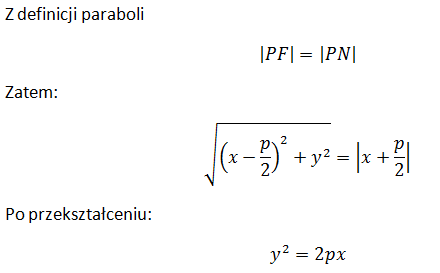 Z definicji paraboli
|PF| = |PN|
Zatem:
√((x − p/2)² + y²) = |x + p/2|
Po przekształceniu:
y² = 2px